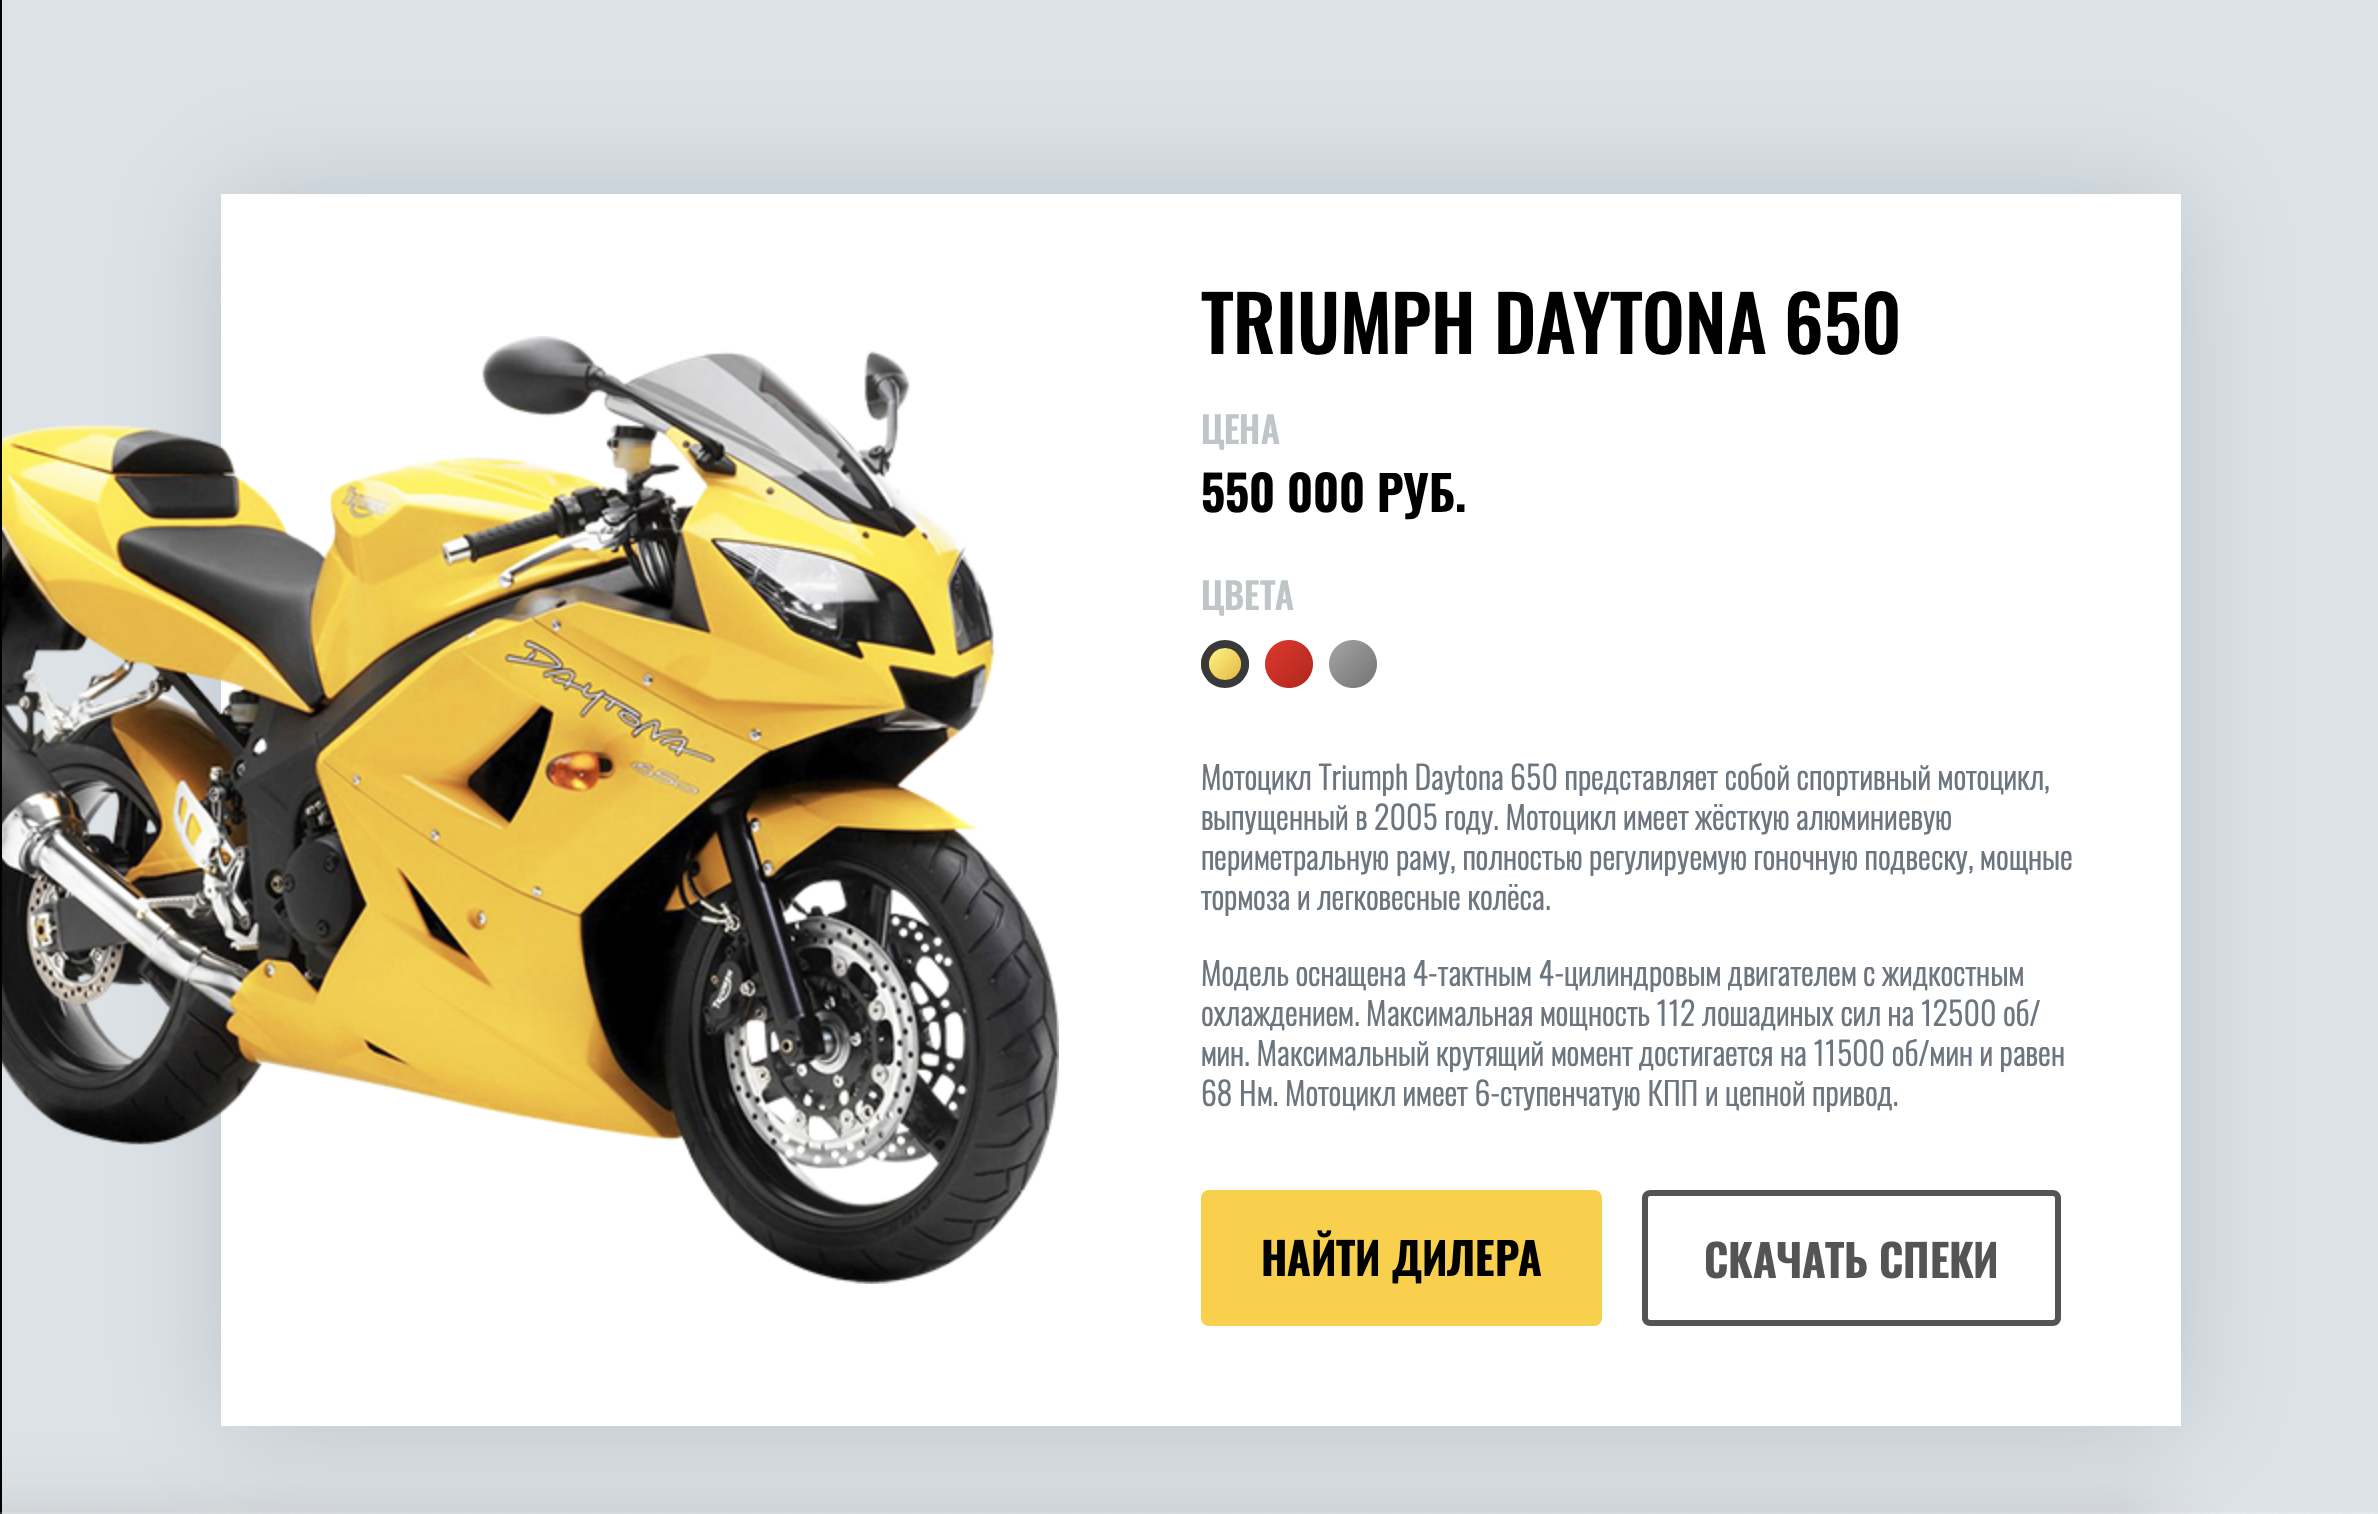 TRIUMPH DAYTONA 650
ЦЕНА
550 000 РУБ.
ЦВЕТА
Мотоцикл Triumph Daytona 650 представляет собой спортивный мотоцикл,
выпущенный в 2005 году. Мотоцикл имеет жёсткую алюминиевую
периметральную раму, полностью регулируемую гоночную подвеску, мощные
тормоза и легковесные колёса.
Модель оснащена 4-тактным 4-цилиндровым двигателем с жидкостным
охлаждением. Максимальная мощность 112 лошадиных сил на 12500 об/
мин. Максимальный крутящий момент достигается на 11500 об/мин и равен
68 Нм. Мотоцикл имеет 6-ступенчатую КПП и цепной привод.
НАЙТИ ДИЛЕРА
СКАЧАТЬ СПЕКИ
TRIUMPH
DAYTONA
650